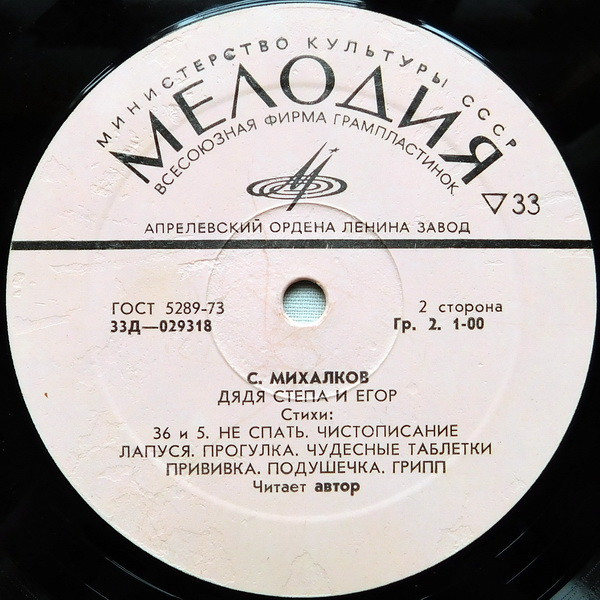 МИНИСТЕРСТВО КУЛЬТУРЫ СССР
МЕЛОДИЯ
ВСЕСОЮЗНАЯ ФИРМА ГРАМПЛАСТИНОК
33
АПРЕЛЕВСКИЙ ОРДЕНА ЛЕНИНА ЗАВОД
ГОСТ 5289-73
33Д—029318
2 сторона
Гр. 2. 1-00
С. МИХАЛКОВ
ДЯДЯ СТЕПА И ЕГОР
Стихи:
36 и 5. НЕ СПАТЬ. ЧИСТОПИСАНИЕ
ЛАПУСЯ. ПРОГУЛКА. ЧУДЕСНЫЕ ТАБЛЕТКИ
ПРИВИВКА. ПОДУШЕЧКА. ГРИПП
Читает автор